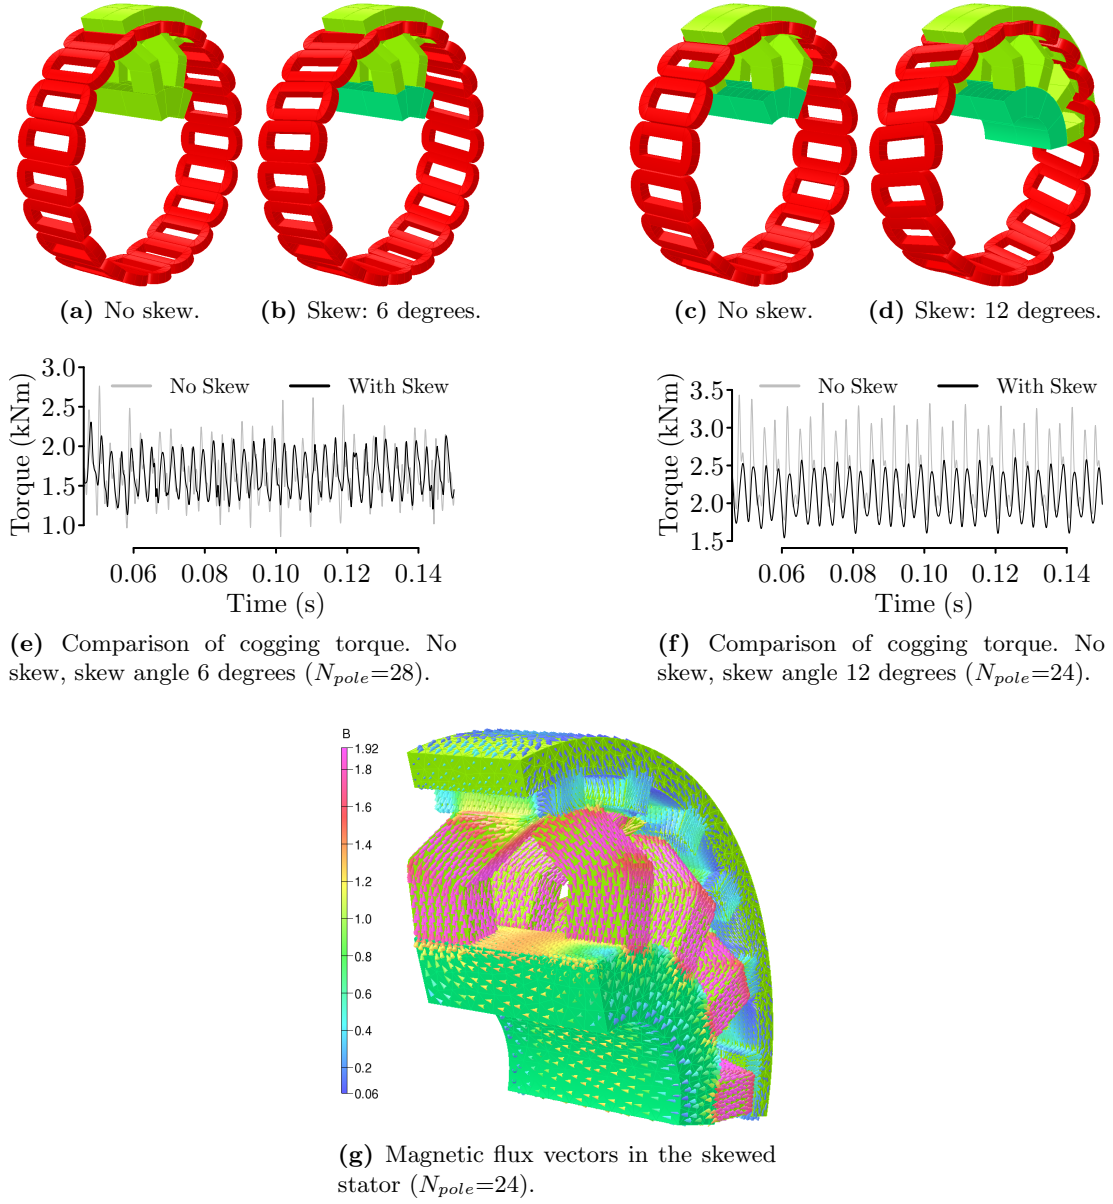 (a) No skew.
(b) Skew: 6 degrees.
(c) No skew.
(d) Skew: 12 degrees.
Torque (kNm)
3.0
2.5
2.0
1.5
1.0
No Skew
With Skew
0.06 0.08 0.10 0.12 0.14
Time (s)
(e) Comparison of cogging torque. No
skew, skew angle 6 degrees (Npole=28).
Torque (kNm)
3.5
3.0
2.5
2.0
1.5
No Skew
With Skew
0.06 0.08 0.10 0.12 0.14
Time (s)
(f) Comparison of cogging torque. No
skew, skew angle 12 degrees (Npole=24).
B
1.92
1.8
1.6
1.4
1.2
1.0
0.8
0.6
0.4
0.2
0.06
(g) Magnetic flux vectors in the skewed
stator (Npole=24).